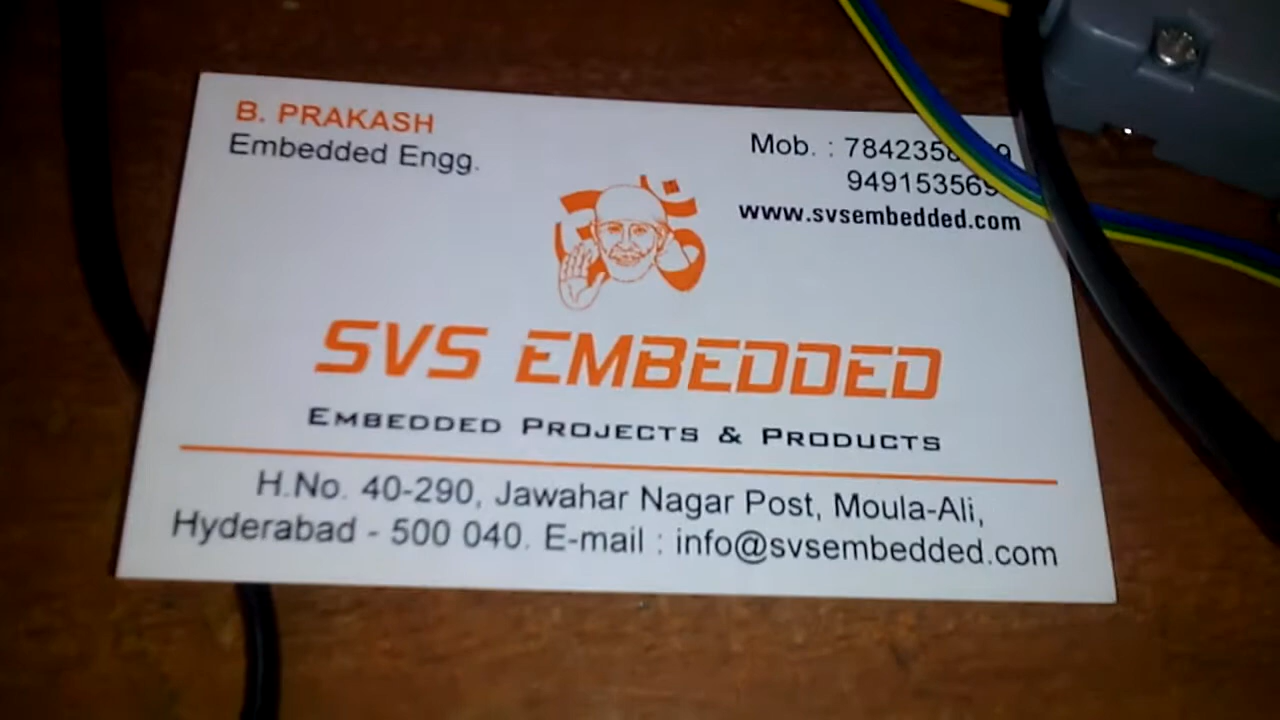 B. PRAKASH
Embedded Engg.
Mob. :
www.svsembedded.com
SVS EMBEDDED
EMBEDDED PROJECTS & PRODUCTS
H.No. 40-290, Jawahar Nagar Post, Moula-Ali,
Hyderabad - 500 040. E-mail : info@svsembedded.com